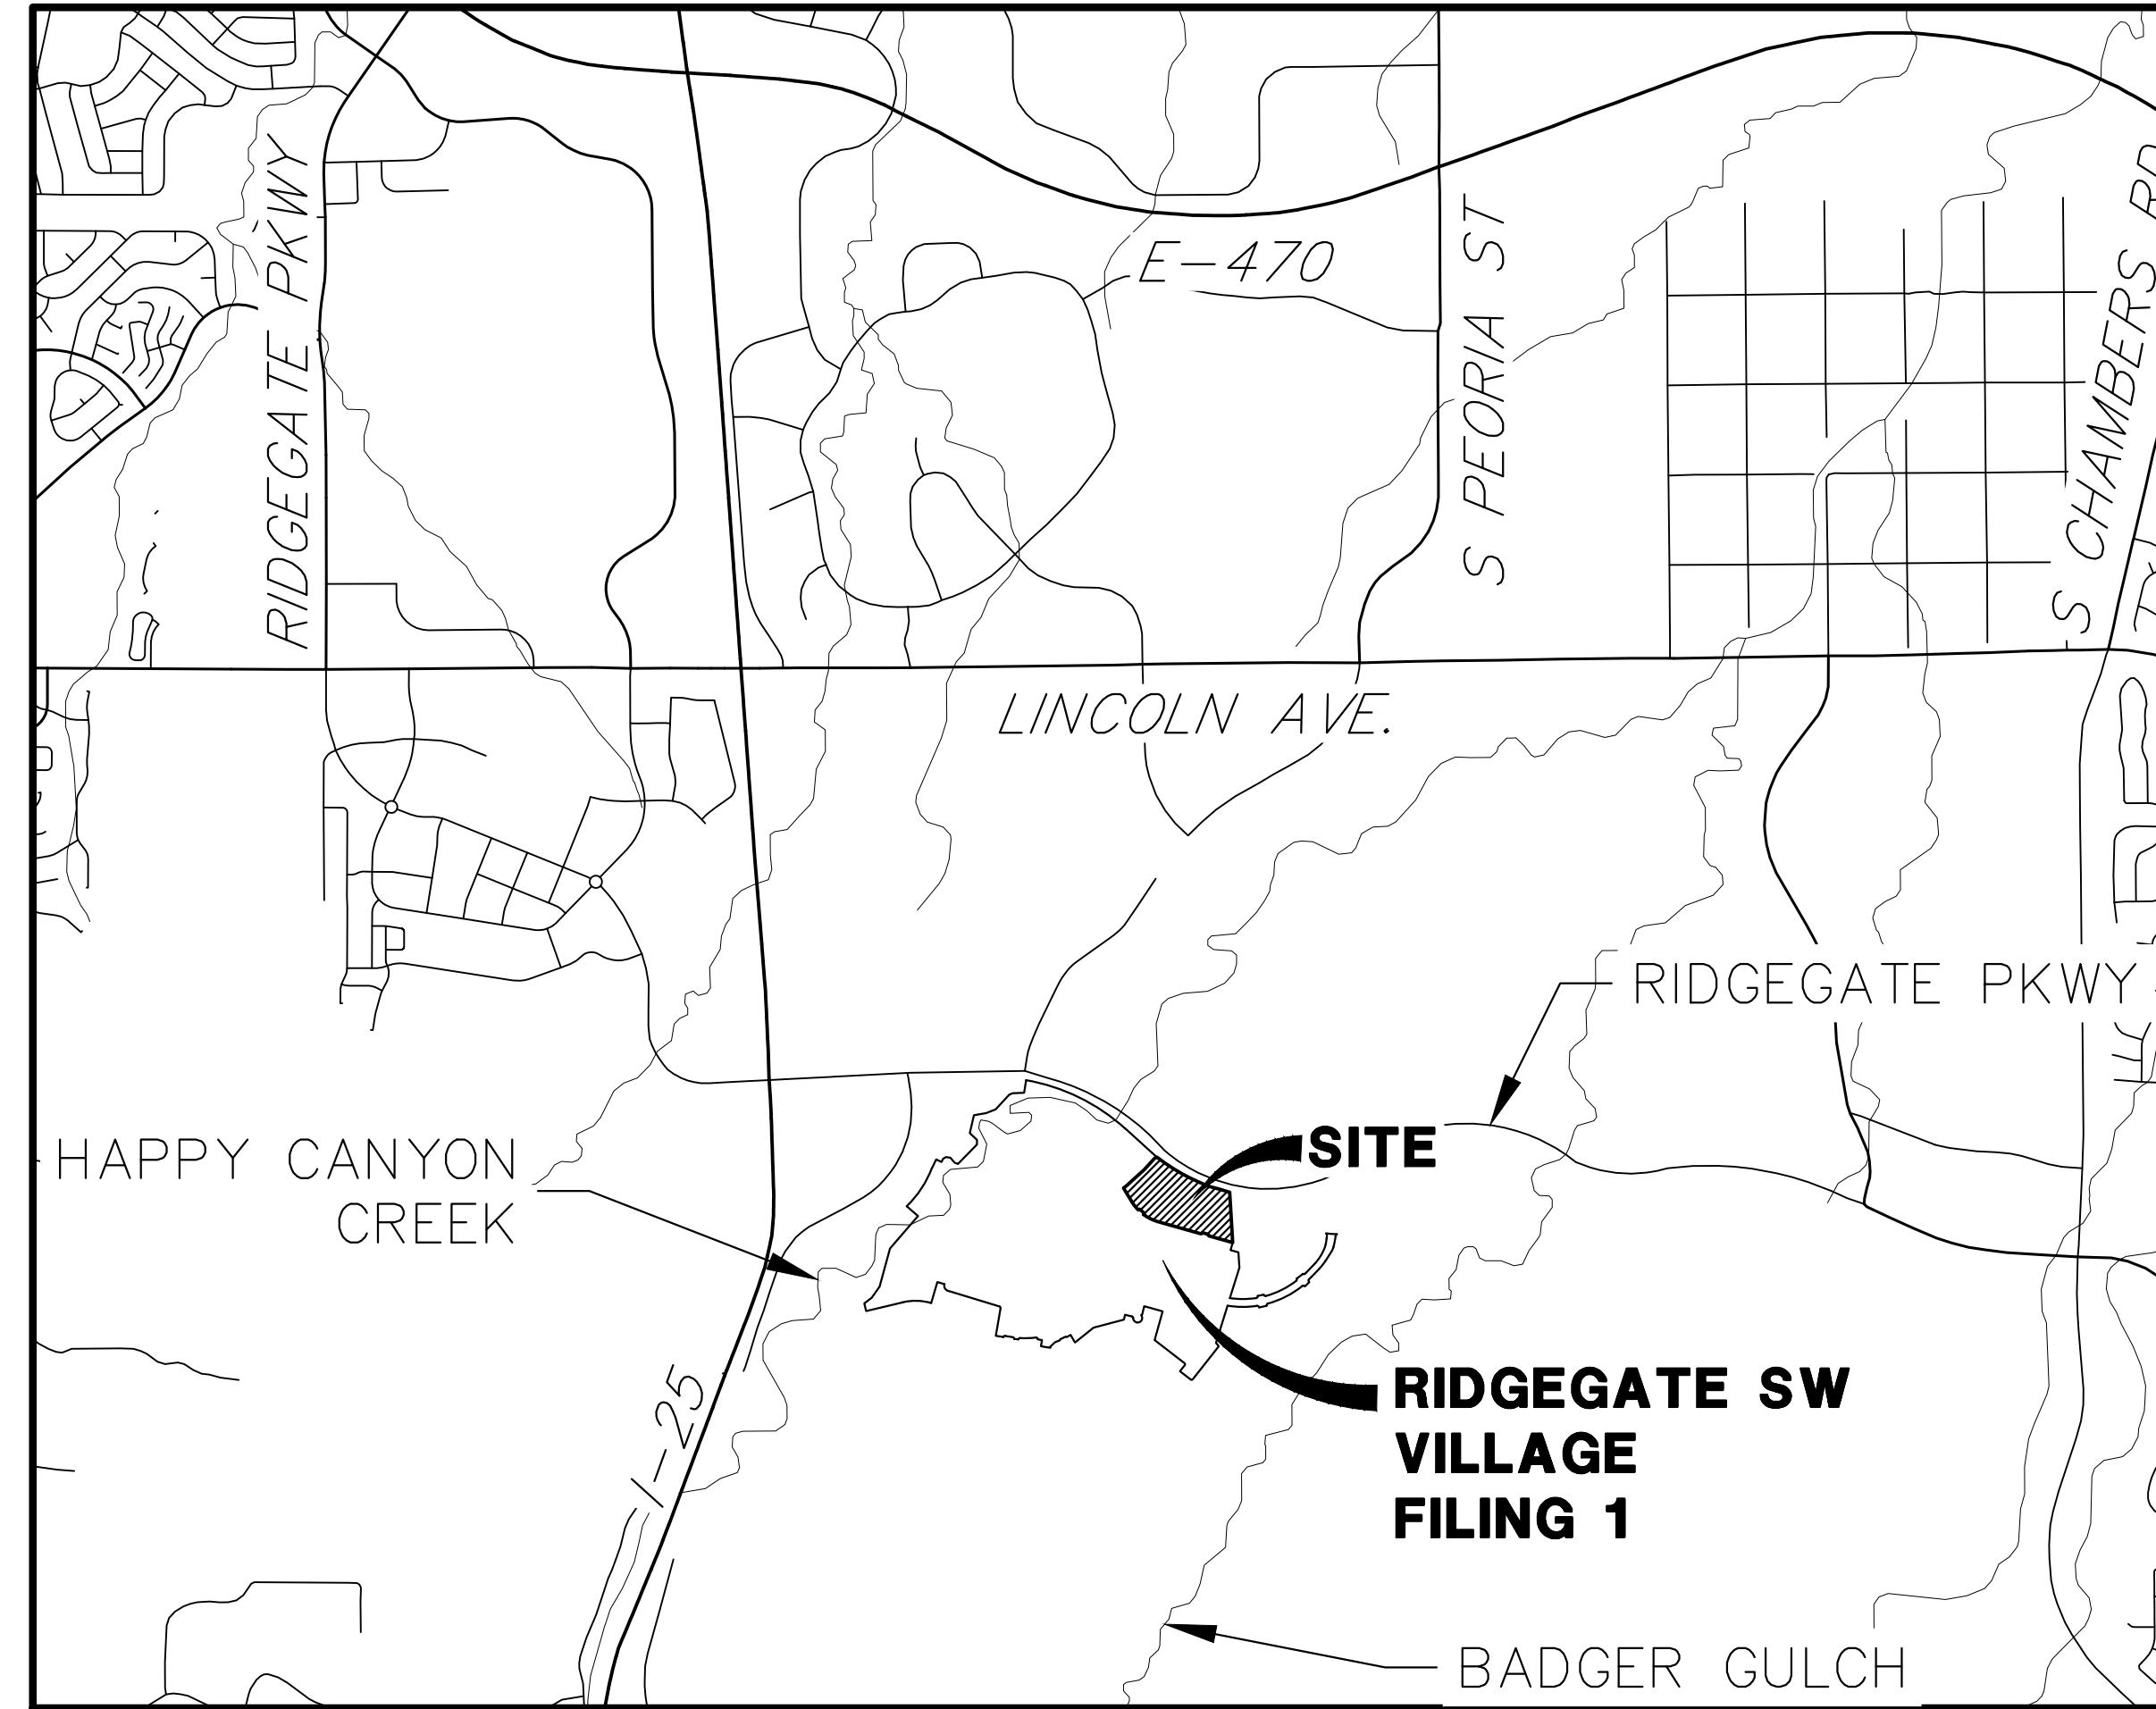 E-470
RIDGEGATE PKWY
S PEORIA ST
S CHAMBERS RD
LINCOLN AVE.
RIDGEGATE PKWY.
SITE
HAPPY CANYON
CREEK
I-25
RIDGEGATE SW
VILLAGE
FILING 1
BADGER GULCH